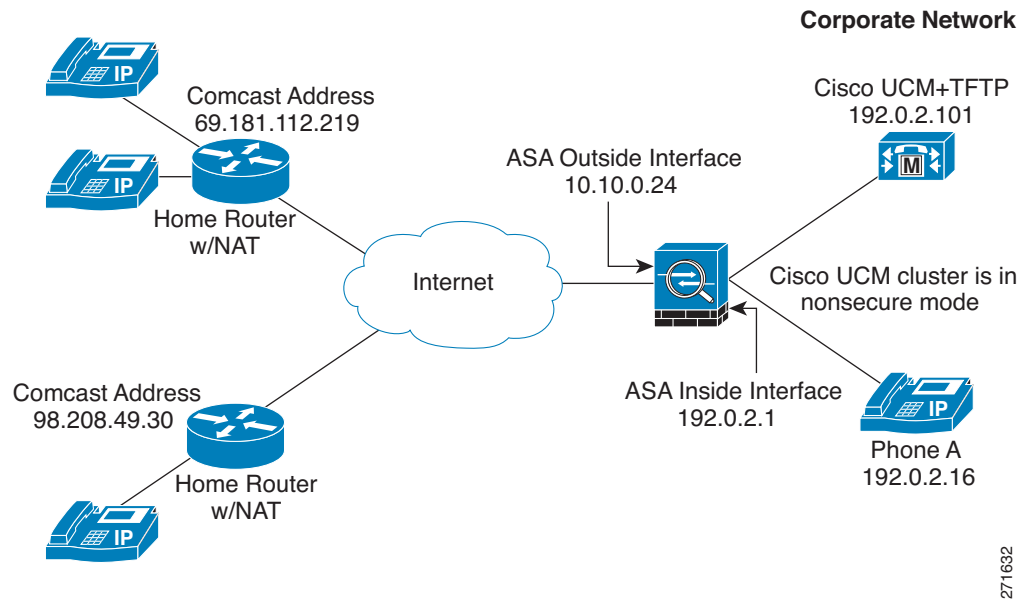 Corporate Network
IP
Comcast Address
69.181.112.219
IP
Home Router
w/NAT
Cisco UCM+TFTP
192.0.2.101
M
ASA Outside Interface
10.10.0.24
Internet
Cisco UCM cluster is in
nonsecure mode
Comcast Address
98.208.49.30
Home Router
w/NAT
IP
ASA Inside Interface
192.0.2.1
IP
Phone A
192.0.2.16
271632